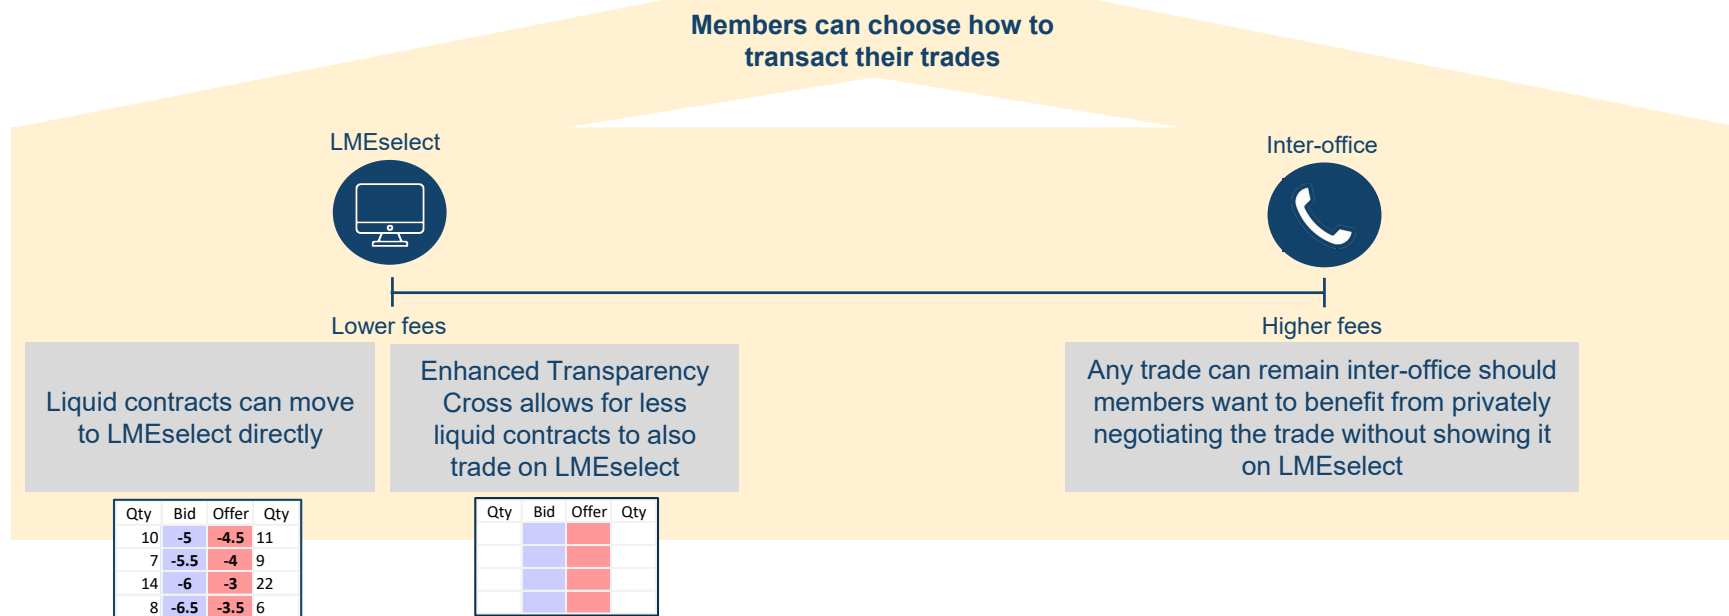 Members can choose how to
transact their trades
LMEselect
Inter-office
Lower fees
Higher fees
Liquid contracts can move
to LMEselect directly
Enhanced Transparency
Cross allows for less
liquid contracts to also
trade on LMEselect
Any trade can remain inter-office should
members want to benefit from privately
negotiating the trade without showing it
on LMEselect
Qty Bid Offer Qty
10 -5 -4.5 11
7 -5.5 -4 9
14 -6 -3 22
8 -6.5 -3.5 6
Qty Bid Offer Qty